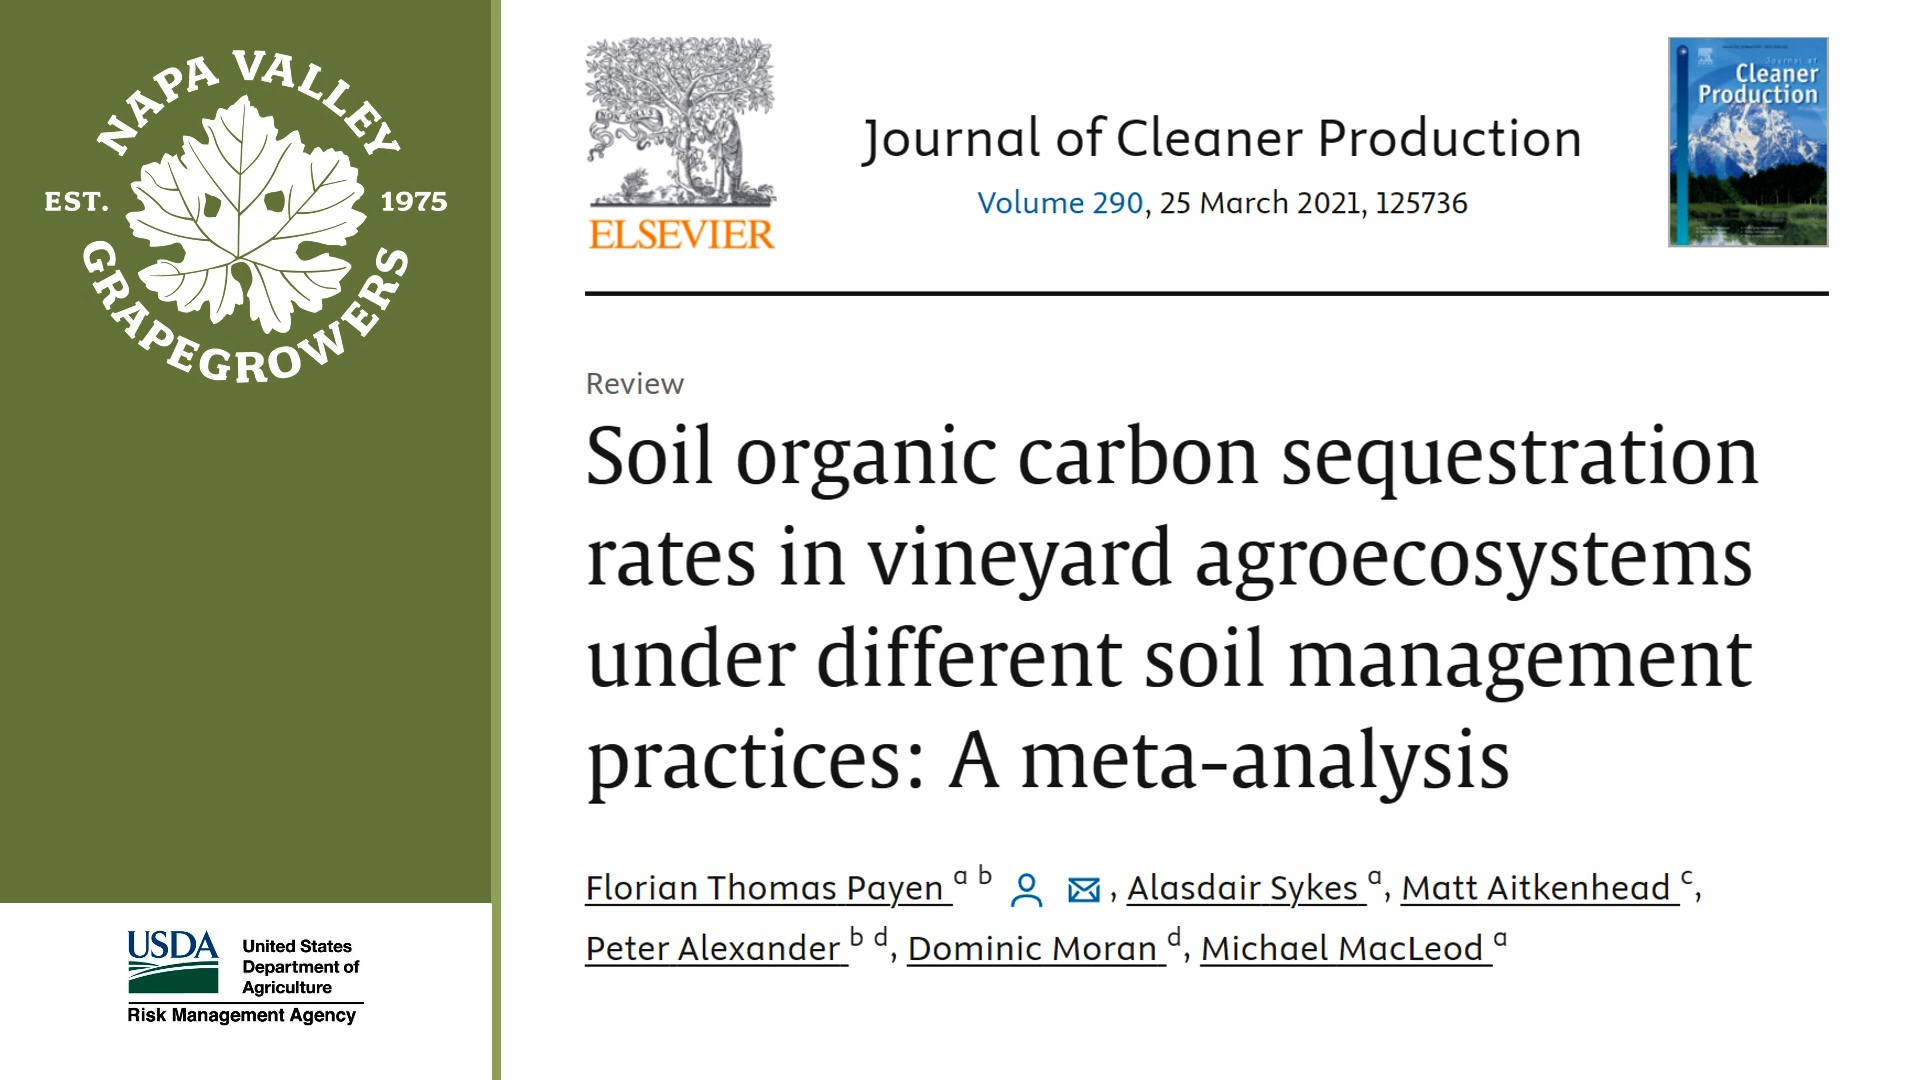 NAPA VALLEY
EST. 1975
GRAPEGROWERS
USDA
United States
Department of
Agriculture
Risk Management Agency
ELSEVIER
Journal of Cleaner Production
Volume 290, 25 March 2021, 125736
Journal of
Cleaner
Production
Review
Soil organic carbon sequestration
rates in vineyard agroecosystems
under different soil management
practices: A meta-analysis
Florian Thomas Payen a b, Alasdair Sykes a, Matt Aitkenhead c,
Peter Alexander b d, Dominic Moran d, Michael MacLeod a